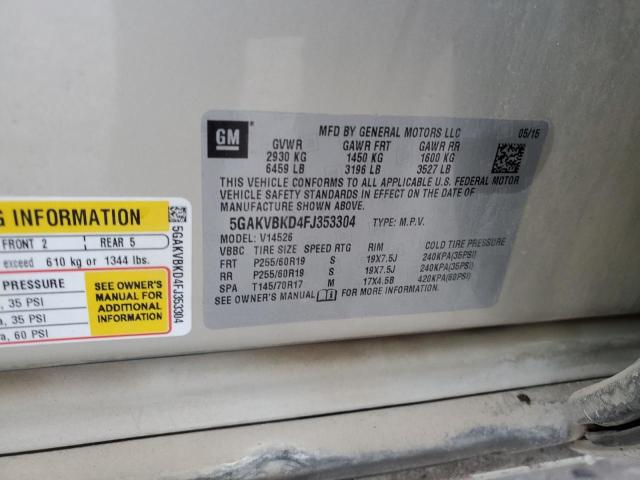 GM
MFD BY GENERAL MOTORS LLC 05/15
GVWR GAWR FRT GAWR RR
2930 KG 1450 KG 1600 KG
6459 LB 3196 LB 3527 LB
THIS VEHICLE CONFORMS TO ALL APPLICABLE U.S. FEDERAL MOTOR
VEHICLE SAFETY STANDARDS IN EFFECT ON THE DATE OF
MANUFACTURE SHOWN ABOVE.
5GAKVBKD4FJ353304 TYPE: M.P.V.
MODEL: V14526
VBBC TIRE SIZE SPEED RTG RIM COLD TIRE PRESSURE
FRT P255/60R19 S 19X7.5J 240KPA(35PSI)
RR P255/60R19 S 19X7.5J 240KPA(35PSI)
SPA T145/70R17 M 17X4.5B 420KPA(60PSI)
SEE OWNER'S MANUAL FOR MORE INFORMATION
G INFORMATION
FRONT 2 REAR 5
exceed 610 kg or 1344 lbs.
PRESSURE
, 35 PSI
a, 35 PSI
a, 60 PSI
SEE OWNER'S
MANUAL FOR
ADDITIONAL
INFORMATION
5GAKVBKD4FJ353304